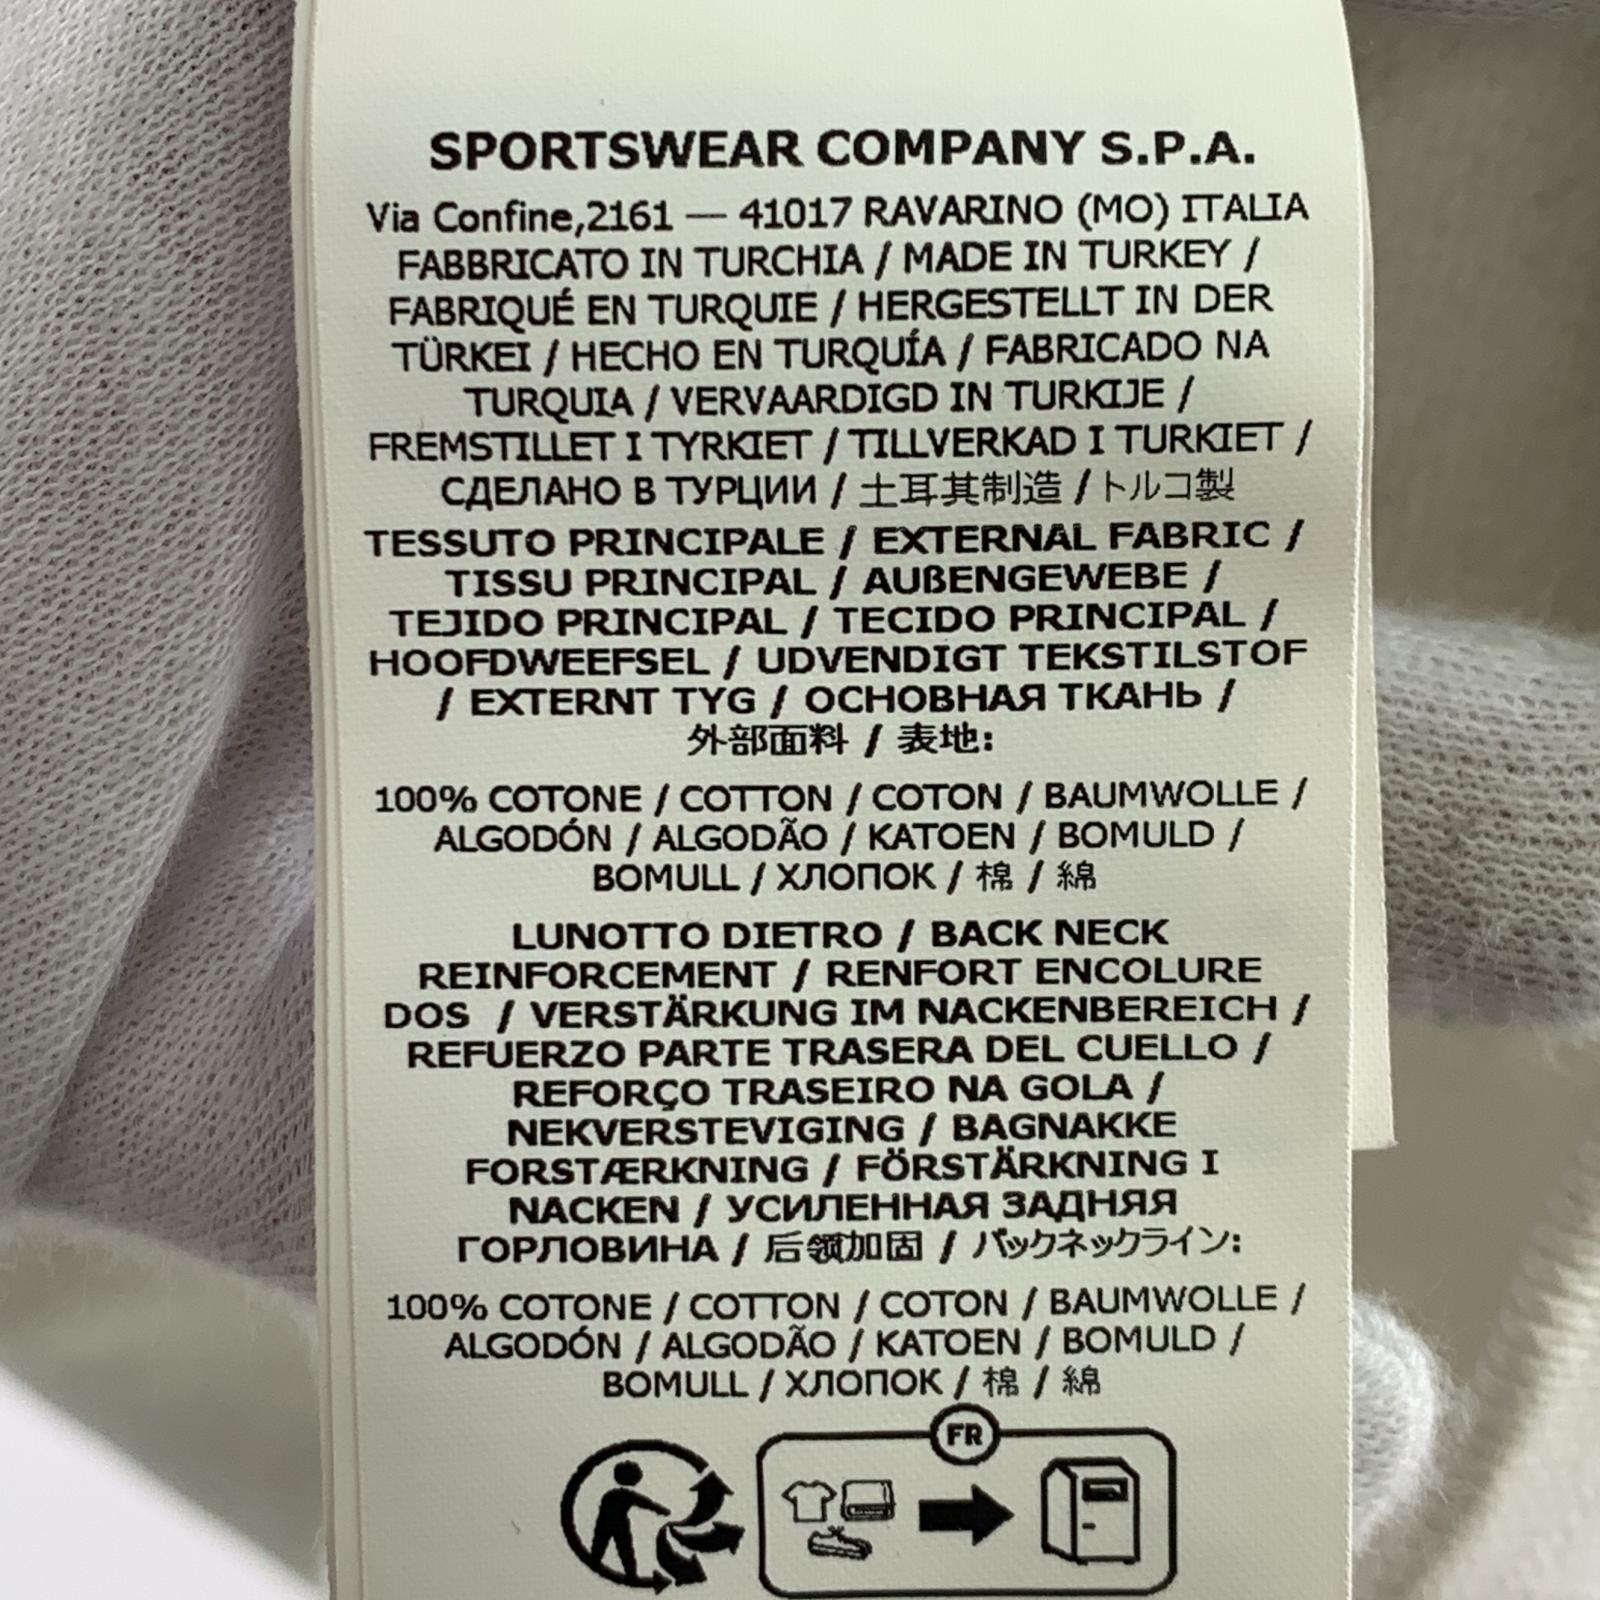 SPORTSWEAR COMPANY S.P.A.
Via Confine,2161 — 41017 RAVARINO (MO) ITALIA
FABBRICATO IN TURCHIA / MADE IN TURKEY /
FABRIQUÉ EN TURQUIE / HERGESTELLT IN DER
TÜRKEI / HECHO EN TURQUÍA / FABRICADO NA
TURQUIA / VERVAARDIGD IN TURKIJE /
FREMSTILLET I TYRKIET / TILLVERKAD I TURKIET /
СДЕЛАНО В ТУРЦИИ / 土耳其制造 / トルコ製
TESSUTO PRINCIPALE / EXTERNAL FABRIC /
TISSU PRINCIPAL / AUßENGEWEBE /
TEJIDO PRINCIPAL / TECIDO PRINCIPAL /
HOOFDWEEFSEL / UDVENDIGT TEKSTILSTOF
/ EXTERNT TYG / ОСНОВНАЯ ТКАНЬ /
外部面料 / 表地:
100% COTONE / COTTON / COTON / BAUMWOLLE /
ALGODÓN / ALGODÃO / KATOEN / BOMULD /
BOMULL / ХЛОПОК / 棉 / 綿
LUNOTTO DIETRO / BACK NECK
REINFORCEMENT / RENFORT ENCOLURE
DOS / VERSTÄRKUNG IM NACKENBEREICH /
REFUERZO PARTE TRASERA DEL CUELLO /
REFORÇO TRASEIRO NA GOLA /
NEKVERSTEVIGING / BAGNAKKE
FORSTÆRKNING / FÖRSTÄRKNING I
NACKEN / УСИЛЕННАЯ ЗАДНЯЯ
ГОРЛОВИНА / 后领加固 / バックネックライン:
100% COTONE / COTTON / COTON / BAUMWOLLE /
ALGODÓN / ALGODÃO / KATOEN / BOMULD /
BOMULL / ХЛОПОК / 棉 / 綿
FR